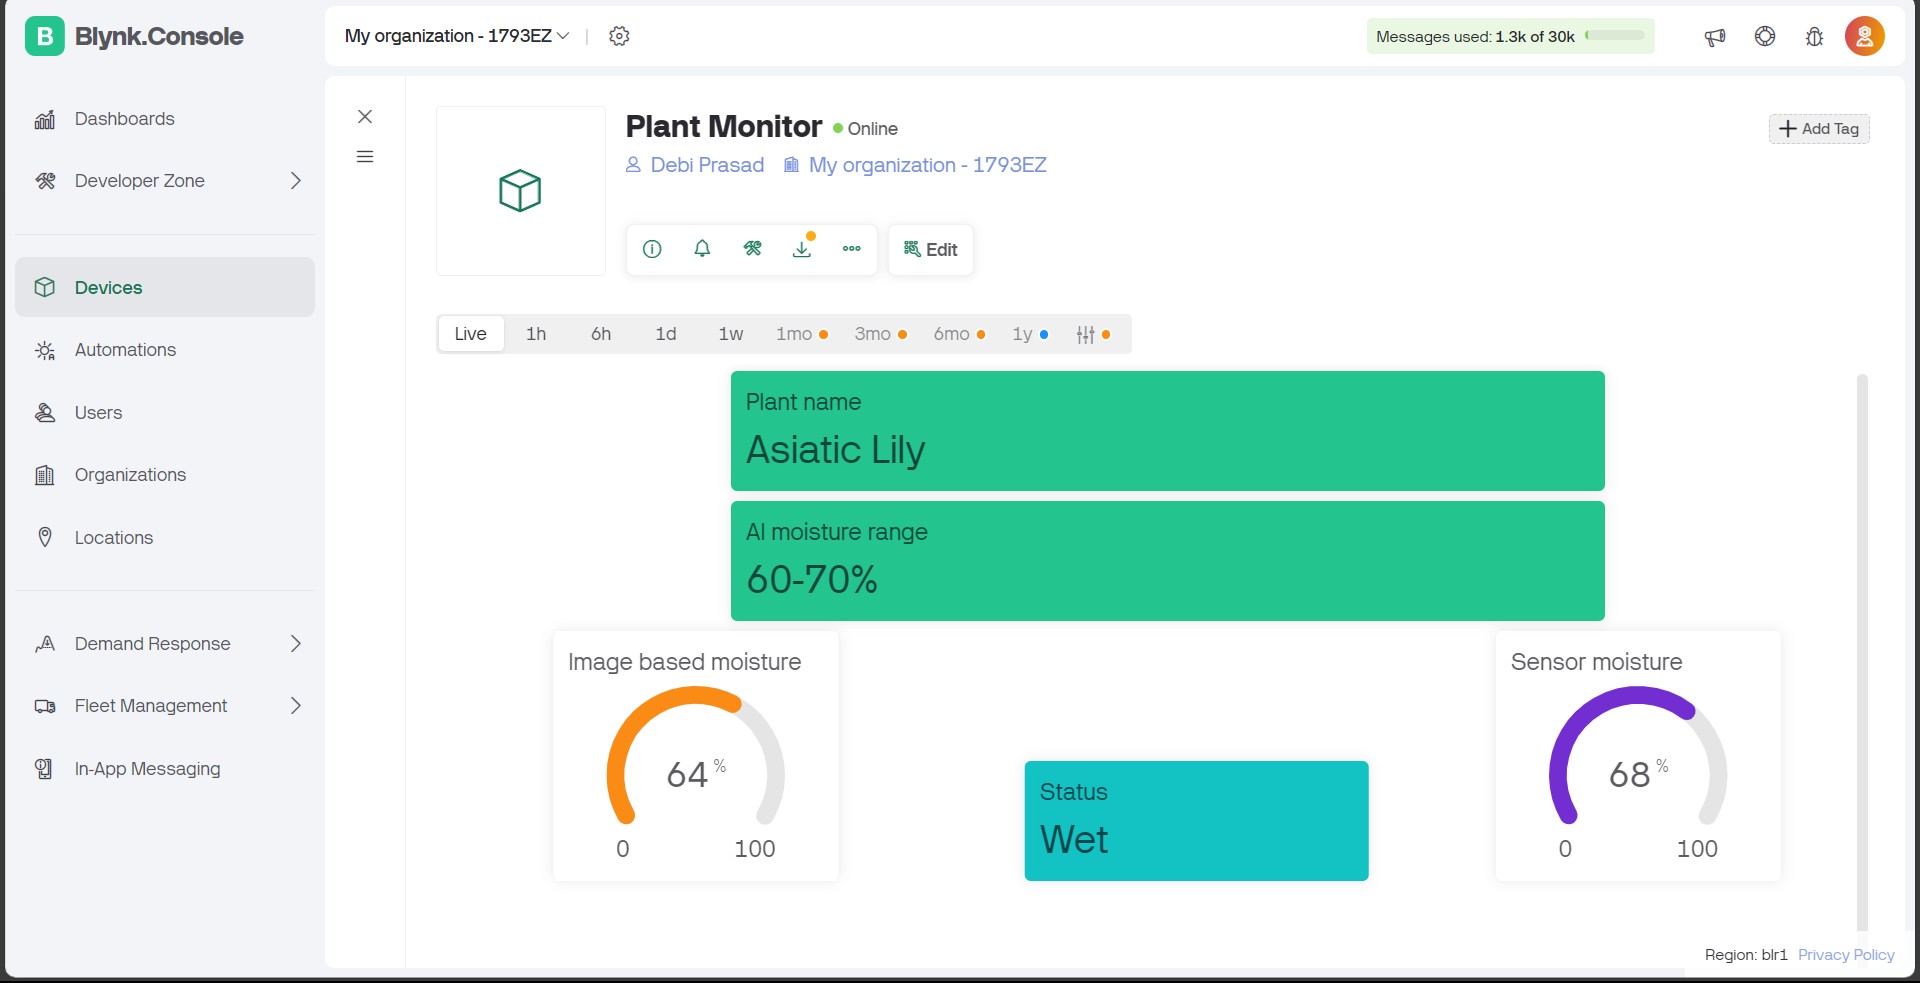 B Blynk.Console
My organization - 1793EZ
Messages used: 1.3k of 30k
Dashboards
Developer Zone
Devices
Automations
Users
Organizations
Locations
Demand Response
Fleet Management
In-App Messaging
Plant Monitor Online
Debi Prasad My organization - 1793EZ
Add Tag
Edit
Live 1h 6h 1d 1w 1mo 3mo 6mo 1y
Plant name
Asiatic Lily
AI moisture range
60-70%
Image based moisture
64 %
0 100
Status
Wet
Sensor moisture
68 %
0 100
Region: blr1 Privacy Policy